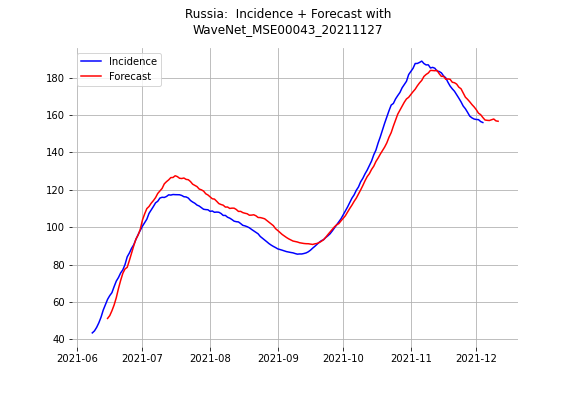 Russia:  Incidence + Forecast with
WaveNet_MSE00043_20211127
Incidence
Forecast
180
160
140
120
100
80
60
40
2021-06 2021-07 2021-08 2021-09 2021-10 2021-11 2021-12